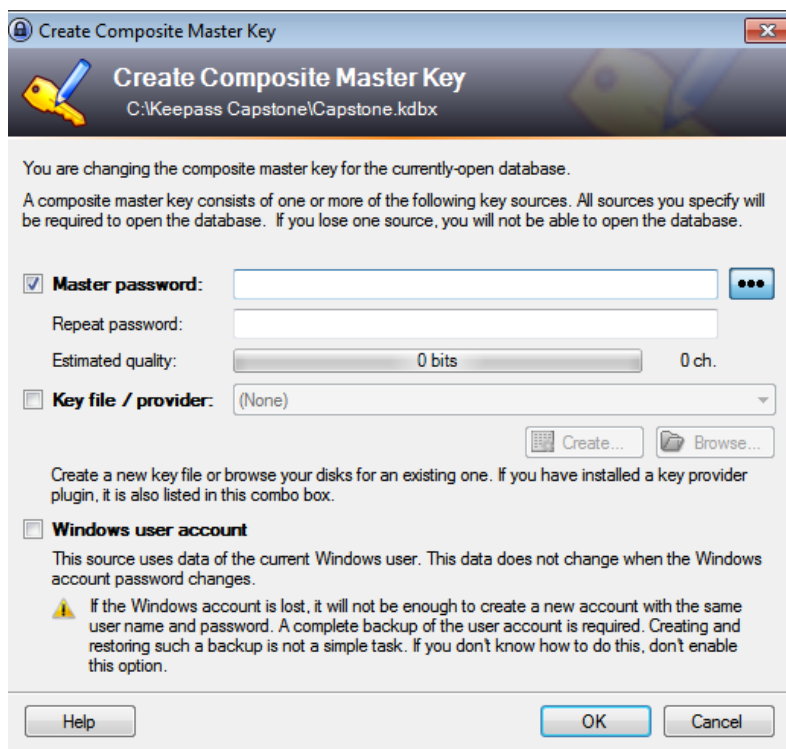 Create Composite Master Key
Create Composite Master Key
C:\Keepass Capstone\Capstone.kdbx
You are changing the composite master key for the currently-open database.
A composite master key consists of one or more of the following key sources. All sources you specify will
be required to open the database.  If you lose one source, you will not be able to open the database.
Master password:
Repeat password:
Estimated quality: 0 bits 0 ch.
Key file / provider: (None)
Create... Browse...
Create a new key file or browse your disks for an existing one. If you have installed a key provider
plugin, it is also listed in this combo box.
Windows user account
This source uses data of the current Windows user. This data does not change when the Windows
account password changes.
If the Windows account is lost, it will not be enough to create a new account with the same
user name and password. A complete backup of the user account is required. Creating and
restoring such a backup is not a simple task. If you don't know how to do this, don't enable
this option.
Help OK Cancel